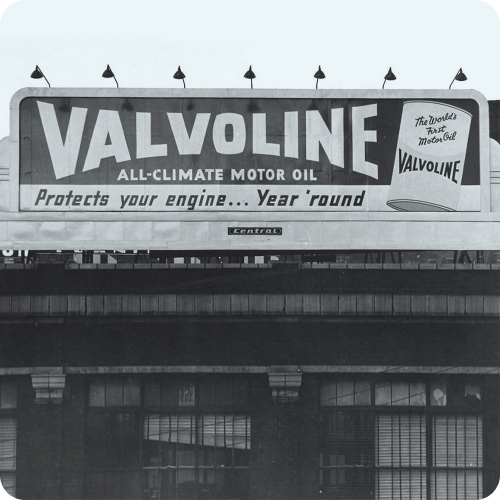 VALVOLINE
ALL-CLIMATE MOTOR OIL
Protects your engine... Year 'round
The World's
First
Motor Oil
VALVOLINE
Central